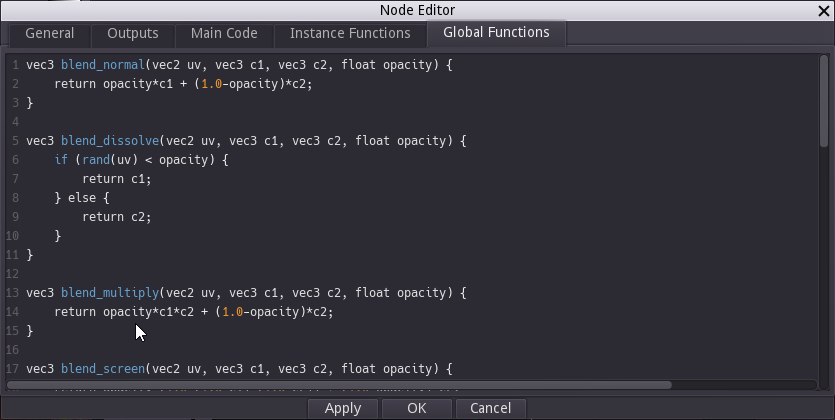 Node Editor
General Outputs Main Code Instance Functions Global Functions
1 vec3 blend_normal(vec2 uv, vec3 c1, vec3 c2, float opacity) {
2 return opacity*c1 + (1.0-opacity)*c2;
3 }
4
5 vec3 blend_dissolve(vec2 uv, vec3 c1, vec3 c2, float opacity) {
6 if (rand(uv) < opacity) {
7 return c1;
8 } else {
9 return c2;
10 }
11 }
12
13 vec3 blend_multiply(vec2 uv, vec3 c1, vec3 c2, float opacity) {
14 return opacity*c1*c2 + (1.0-opacity)*c2;
15 }
16
17 vec3 blend_screen(vec2 uv, vec3 c1, vec3 c2, float opacity) {
Apply OK Cancel